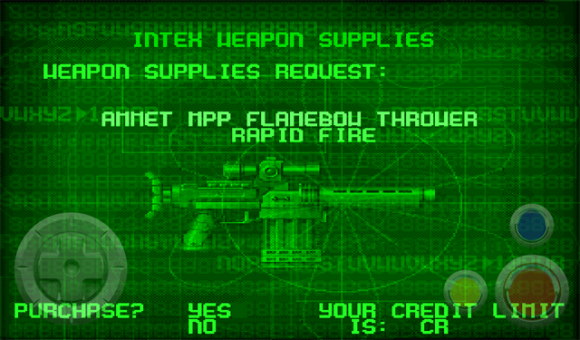 INTEX WEAPON SUPPLIES
WEAPON SUPPLIES REQUEST:
AMMET MPP FLAMEBOW THROWER
RAPID FIRE
PURCHASE? YES
NO
YOUR CREDIT LIMIT
IS: CR